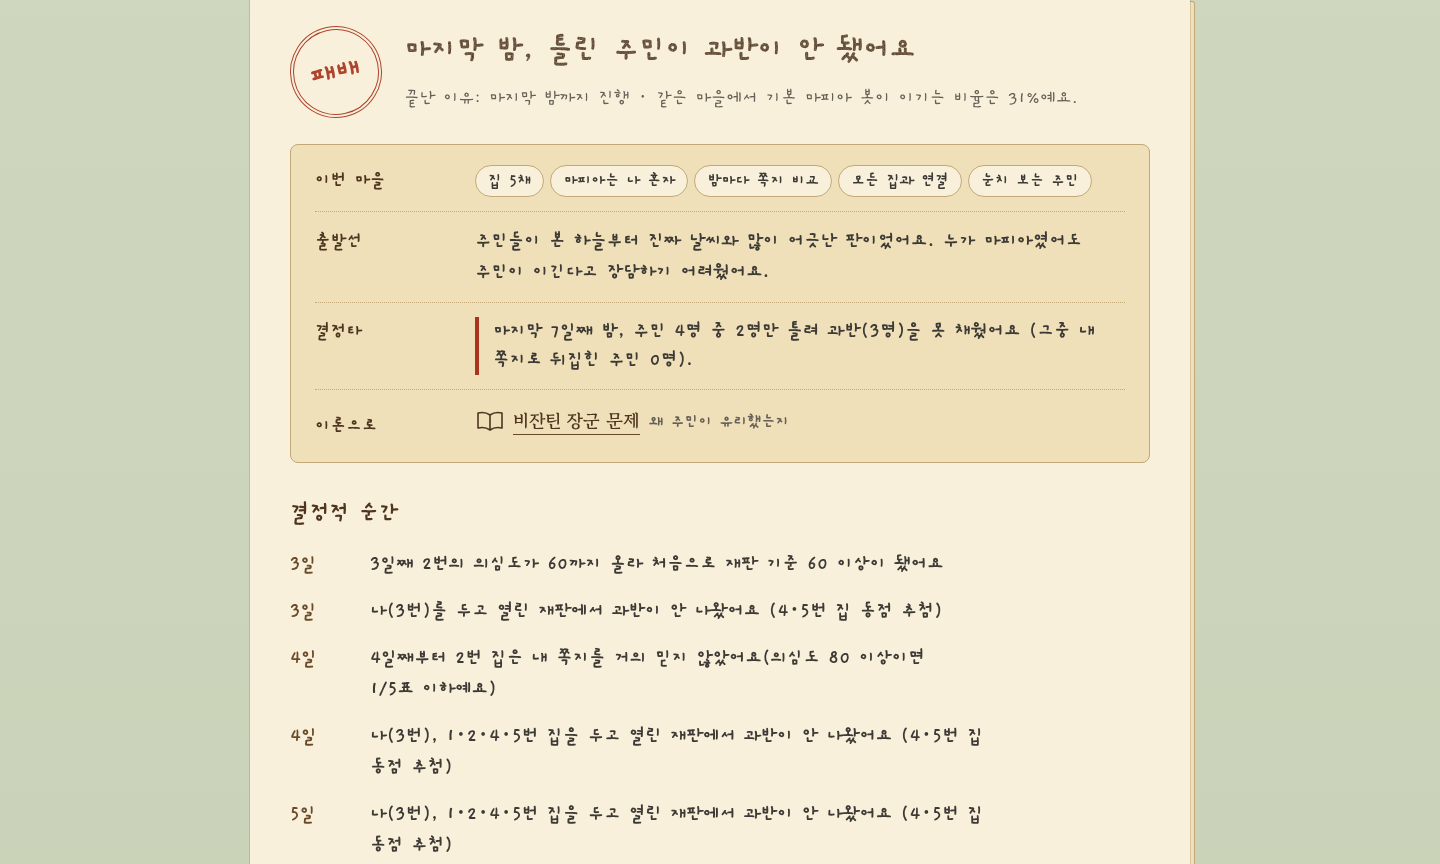 패배
마지막 밤, 틀린 주민이 과반이 안 됐어요
끝난 이유: 마지막 밤까지 진행 · 같은 마을에서 기본 마피아 봇이 이기는 비율은 31%예요.
이번 마을
집 5채
마피아는 나 혼자
밤마다 쪽지 비교
모든 집과 연결
눈치 보는 주민
출발선
주민들이 본 하늘부터 진짜 날씨와 많이 어긋난 판이었어요. 누가 마피아였어도
주민이 이긴다고 장담하기 어려웠어요.
결정타
마지막 7일째 밤, 주민 4명 중 2명만 틀려 과반(3명)을 못 채웠어요 (그중 내
쪽지로 뒤집힌 주민 0명).
이론으로
비잔틴 장군 문제 왜 주민이 유리했는지
결정적 순간
3일
3일째 2번의 의심도가 60까지 올라 처음으로 재판 기준 60 이상이 됐어요
3일
나(3번)를 두고 열린 재판에서 과반이 안 나왔어요 (4·5번 집 동점 추첨)
4일
4일째부터 2번 집은 내 쪽지를 거의 믿지 않았어요(의심도 80 이상이면
1/5표 이하예요)
4일
나(3번), 1·2·4·5번 집을 두고 열린 재판에서 과반이 안 나왔어요 (4·5번 집
동점 추첨)
5일
나(3번), 1·2·4·5번 집을 두고 열린 재판에서 과반이 안 나왔어요 (4·5번 집
동점 추첨)